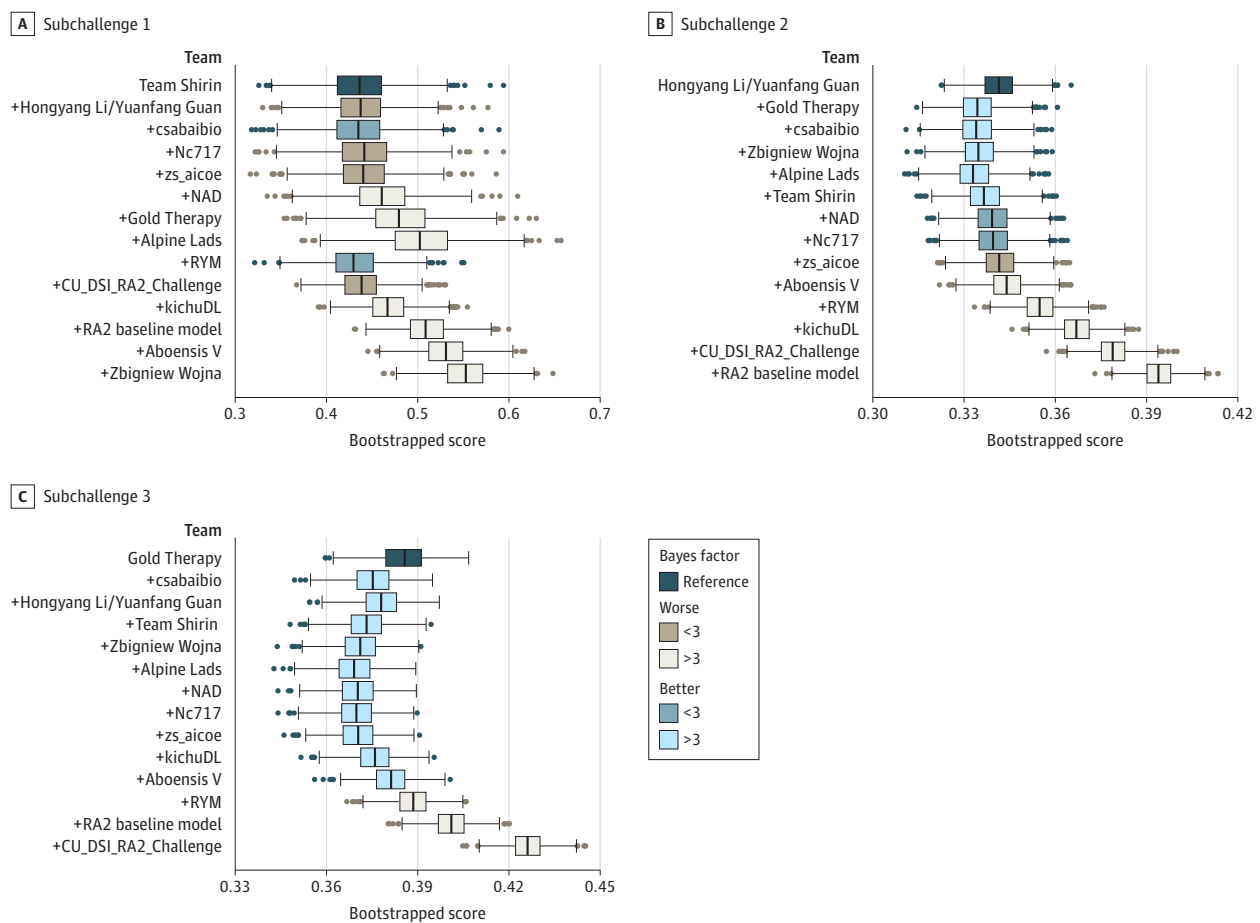 A Subchallenge 1
Team
Team Shirin
+Hongyang Li/Yuanfang Guan
+csabaibio
+Nc717
+zs_aicoe
+NAD
+Gold Therapy
+Alpine Lads
+RYM
+CU_DSI_RA2_Challenge
+kichuDL
+RA2 baseline model
+Aboensis V
+Zbigniew Wojna
0.3 0.4 0.5 0.6 0.7
Bootstrapped score
B Subchallenge 2
Team
Hongyang Li/Yuanfang Guan
+Gold Therapy
+csabaibio
+Zbigniew Wojna
+Alpine Lads
+Team Shirin
+NAD
+Nc717
+zs_aicoe
+Aboensis V
+RYM
+kichuDL
+CU_DSI_RA2_Challenge
+RA2 baseline model
0.30 0.33 0.36 0.39 0.42
Bootstrapped score
C Subchallenge 3
Team
Gold Therapy
+csabaibio
+Hongyang Li/Yuanfang Guan
+Team Shirin
+Zbigniew Wojna
+Alpine Lads
+NAD
+Nc717
+zs_aicoe
+kichuDL
+Aboensis V
+RYM
+RA2 baseline model
+CU_DSI_RA2_Challenge
0.33 0.36 0.39 0.42 0.45
Bootstrapped score
Bayes factor
Reference
Worse
<3
>3
Better
<3
>3